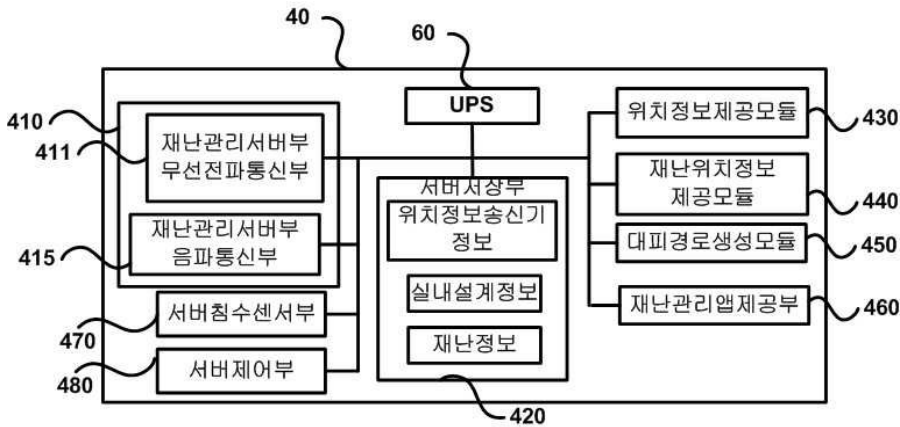 40
60
UPS
410
411
재난관리서버부
무선전파통신부
415
재난관리서버부
음파통신부
470
서버침수센서부
480
서버제어부
서버저장부
위치정보송신기
정보
실내설계정보
재난정보
420
위치정보제공모듈
430
재난위치정보
제공모듈
440
대피경로생성모듈
450
재난관리앱제공부
460